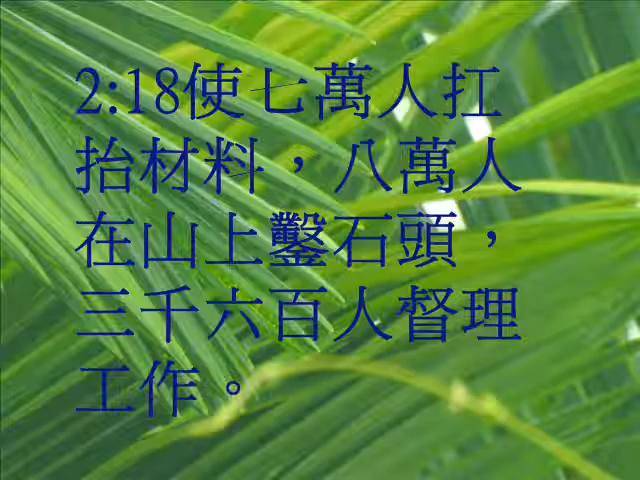 2:18使七萬人扛
抬材料，八萬人
在山上鑿石頭，
三千六百人督理
工作。